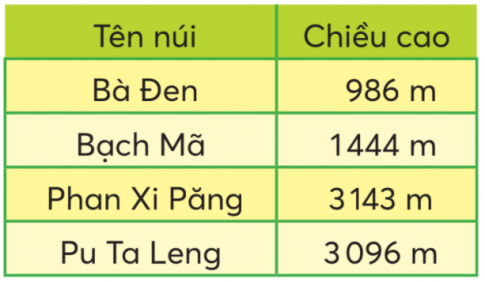 Tên núi Chiều cao
Bà Đen 986 m
Bạch Mã 1444 m
Phan Xi Păng 3143 m
Pu Ta Leng 3096 m